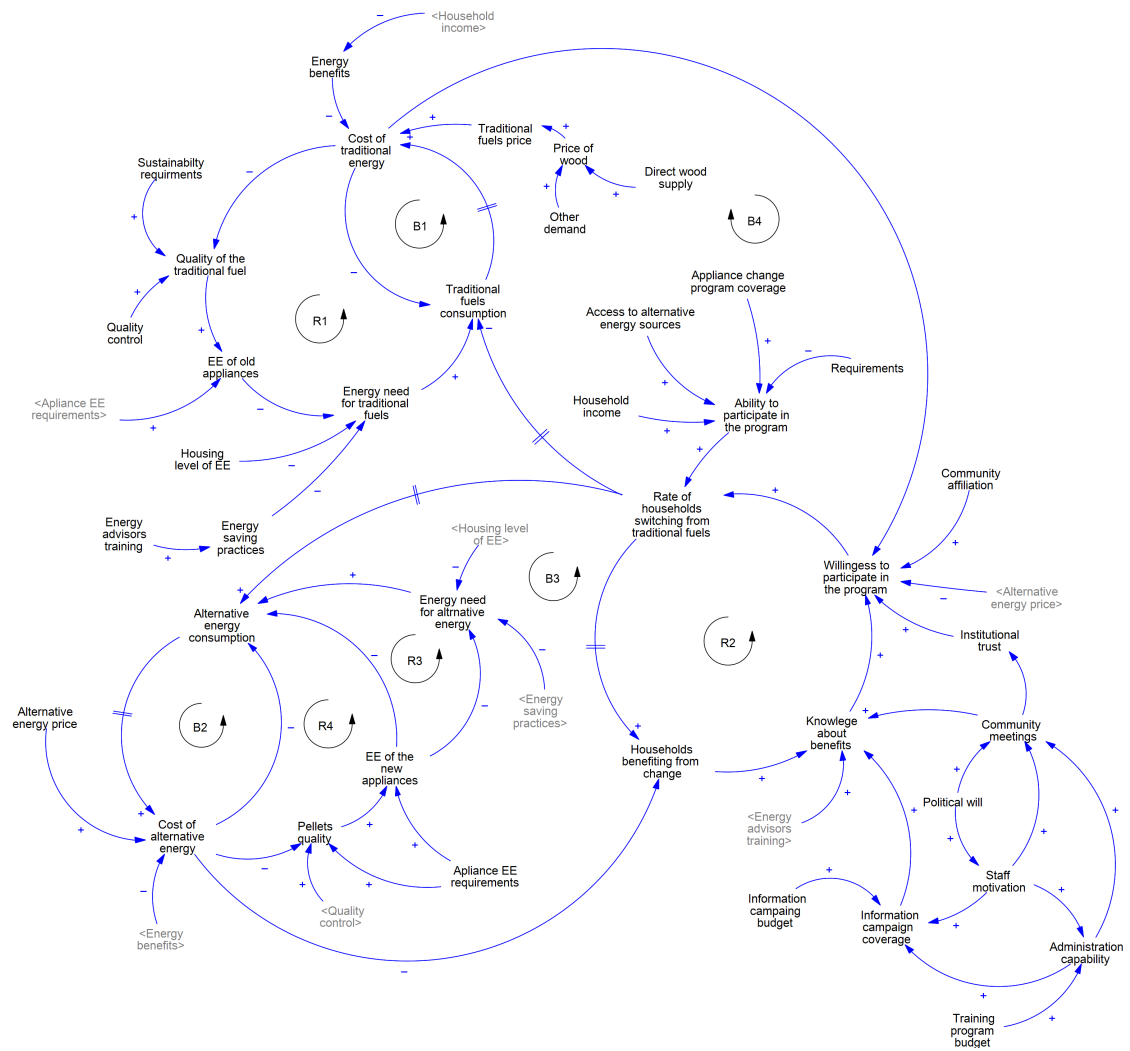 <Household
income>
Energy
benefits
−
−
Cost of
traditional
energy
+
+
Traditional
fuels price
+
Price of
wood
Direct wood
supply
+
+
Other
demand
Sustainabilty
requirments
−
+
B1
B4
−
Quality of the
traditional fuel
+
Quality
control
R1
Traditional
fuels
consumption
−
Appliance change
program coverage
Access to alternative
energy sources
+
−
Requirements
+
EE of old
appliances
<Apliance EE
requirements>
+
−
Energy need
for traditional
fuels
+
Household
income
+
+
Ability to
participate in
the program
+
Housing
level of EE
−
−
Energy
advisors
training
+
Energy
saving
practices
Rate of
households
switching from
traditional fuels
+
Community
affiliation
+
<Housing level
of EE>
−
B3
Willingess to
participate in
the program
−
<Alternative
energy price>
+
Energy need
for altrnative
energy
+
Alternative
energy
consumption
−
R3
R2
+
Institutional
trust
+
−
<Energy
saving
practices>
−
Alternative
energy price
B2
−
R4
EE of the
new
appliances
+
Households
benefiting from
change
+
Knowlege
about
benefits
+
Community
meetings
+
+
Cost of
alternative
energy
+
Pellets
quality
+
−
+
Apliance EE
requirements
+
+
<Quality
control>
−
<Energy
benefits>
−
+
<Energy
advisors
training>
+
Political will
+
+
+
+
Staff
motivation
+
Information
campaing
budget
+
Information
campaign
coverage
+
Administration
capability
+
Training
program
budget
+